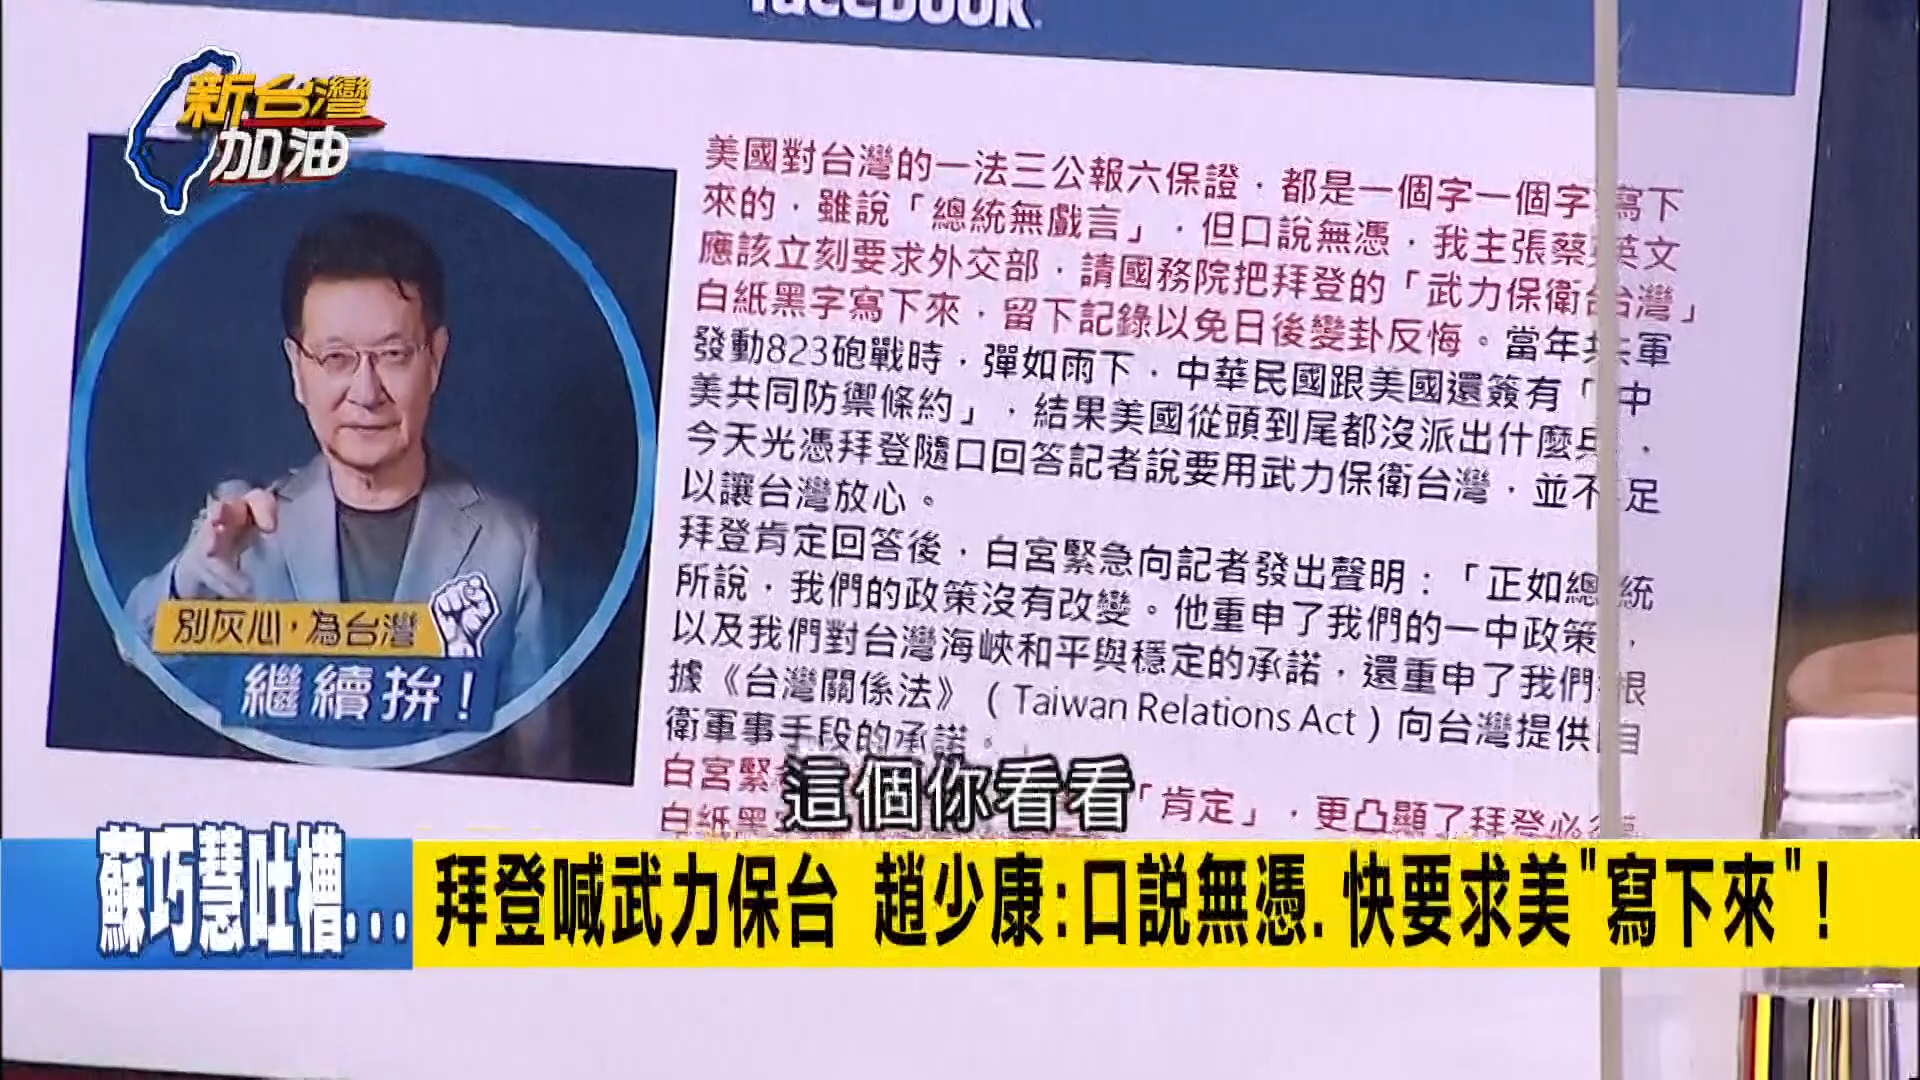 facebook
新台灣
加油
美國對台灣的一法三公報六保證，都是一個字一個字寫下
來的，雖說「總統無戲言」，但口說無憑，我主張蔡英文
應該立刻要求外交部，請國務院把拜登的「武力保衛台灣」
白紙黑字寫下來，留下記錄以免日後變卦反悔。當年共軍
發動823砲戰時，彈如雨下，中華民國跟美國還簽有「中
美共同防禦條約」，結果美國從頭到尾都沒派出什麼兵，
今天光憑拜登隨口回答記者說要用武力保衛台灣，並不足
以讓台灣放心。
拜登肯定回答後，白宮緊急向記者發出聲明：「正如總統
所說，我們的政策沒有改變。他重申了我們的一中政策，
以及我們對台灣海峽和平與穩定的承諾，還重申了我們根
據《台灣關係法》（Taiwan Relations Act）向台灣提供自
衛軍事手段的承諾。」
白宮緊 「肯定」，更凸顯了拜登必須
白紙黑字
別灰心，為台灣
繼續拚！
這個你看看
蘇巧慧吐槽...
拜登喊武力保台 趙少康:口說無憑.快要求美"寫下來"!